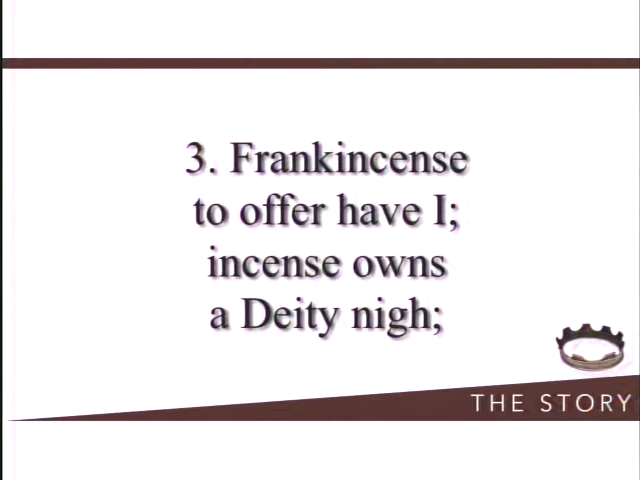 3. Frankincense
to offer have I;
incense owns
a Deity nigh;
THE STORY